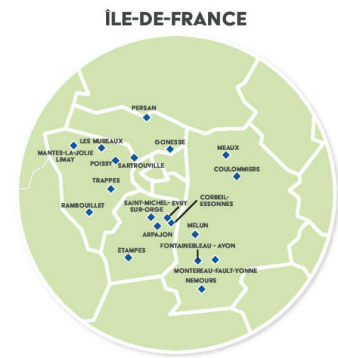 ÎLE-DE-FRANCE
PERSAN
LES MUREAUX
GONESSE
MEAUX
MANTES-LA-JOLIE
LIMAY
POISSY
SARTROUVILLE
COULOMMIERS
TRAPPES
RAMBOUILLET
SAINT-MICHEL-
SUR-ORGE
EVRY
CORBEIL-
ESSONNES
ARPAJON
MELUN
ÉTAMPES
FONTAINEBLEAU - AVON
MONTEREAU-FAULT-YONNE
NEMOURS